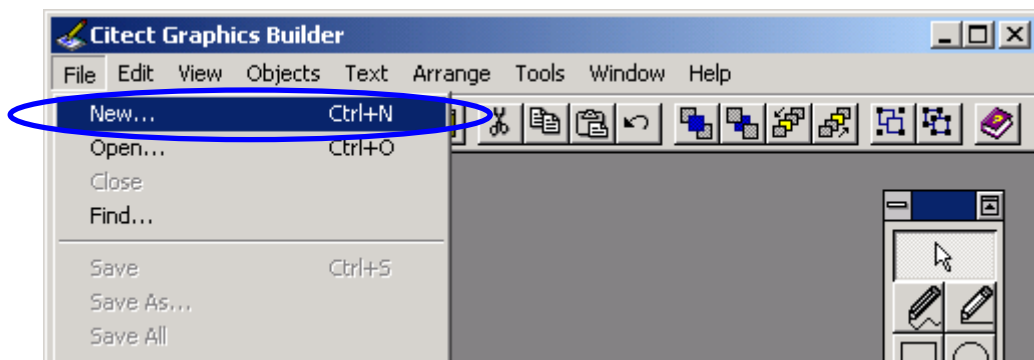 Citect Graphics Builder
File Edit View Objects Text Arrange Tools Window Help
New... Ctrl+N
Open... Ctrl+O
Close
Find...
Save Ctrl+S
Save As...
Save All